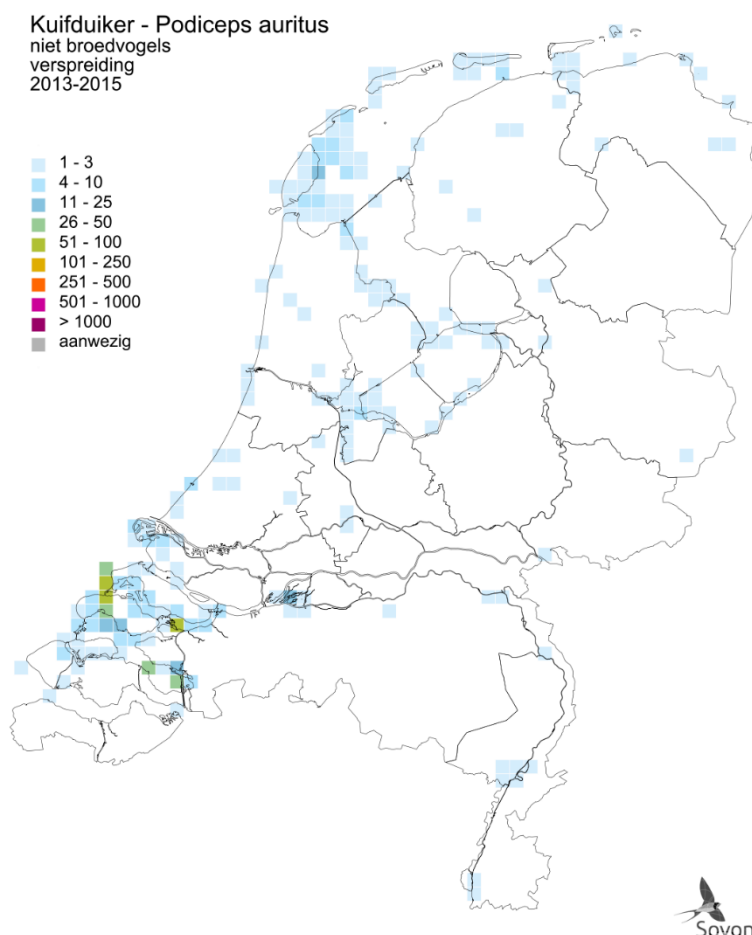 Kuifduiker - Podiceps auritus
niet broedvogels
verspreiding
2013-2015
1 - 3
4 - 10
11 - 25
26 - 50
51 - 100
101 - 250
251 - 500
501 - 1000
> 1000
aanwezig
Sovon